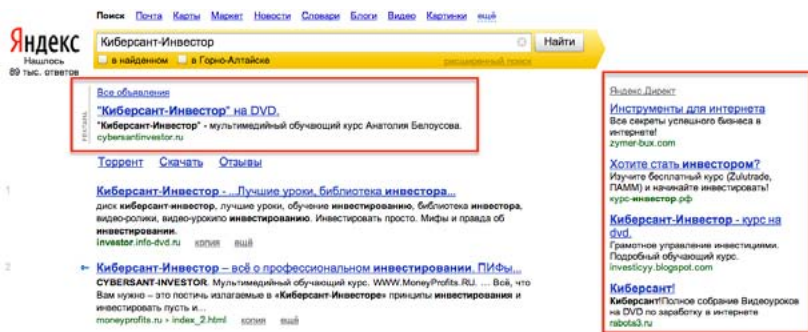 Поиск Почта Карты Маркет Новости Словари Блоги Видео Картинки ещё
Яндекс
Нашлось
89 тыс. ответов
Киберсант-Инвестор
Найти
в найденном в Горно-Алтайске
расширенный поиск
Все объявления
"Киберсант-Инвестор" на DVD.
"Киберсант-Инвестор" - мультимедийный обучающий курс Анатолия Белоусова.
cybersantinvestor.ru
РЕКЛАМА
Торрент Скачать Отзывы
1
Киберсант-Инвестор - ...Лучшие уроки, библиотека инвестора...
диск киберсант-инвестор, лучшие уроки, обучение инвестированию, библиотека инвестора,
видео-ролики, видео-урокипо инвестированию. Инвестировать просто. Мифы и правда об
инвестировании.
investor.info-dvd.ru копия ещё
2
← Киберсант-Инвестор – всё о профессиональном инвестировании. ПИФы...
CYBERSANT-INVESTOR. Мультимедийный обучающий курс. WWW.MoneyProfits.RU. ... Всё, что
Вам нужно – это постичь излагаемые в «Киберсант-Инвесторе» принципы инвестирования и
инвестировать пусть и...
moneyprofits.ru › index_2.html копия ещё
Яндекс Директ
Инструменты для интернета
Все секреты успешного бизнеса в
интернете!
zymer-bux.com
Хотите стать инвестором?
Изучите бесплатный курс (Zulutrade,
ПАММ) и начинайте инвестировать!
курс-инвестор.рф
Киберсант-Инвестор - курс на
dvd.
Грамотное управление инвестициями.
Подробный обучающий курс.
investicyy.blogspot.com
Киберсант!
Киберсант!Полное собрание Видеоуроков
на DVD по заработку в интернете
rabota3.ru